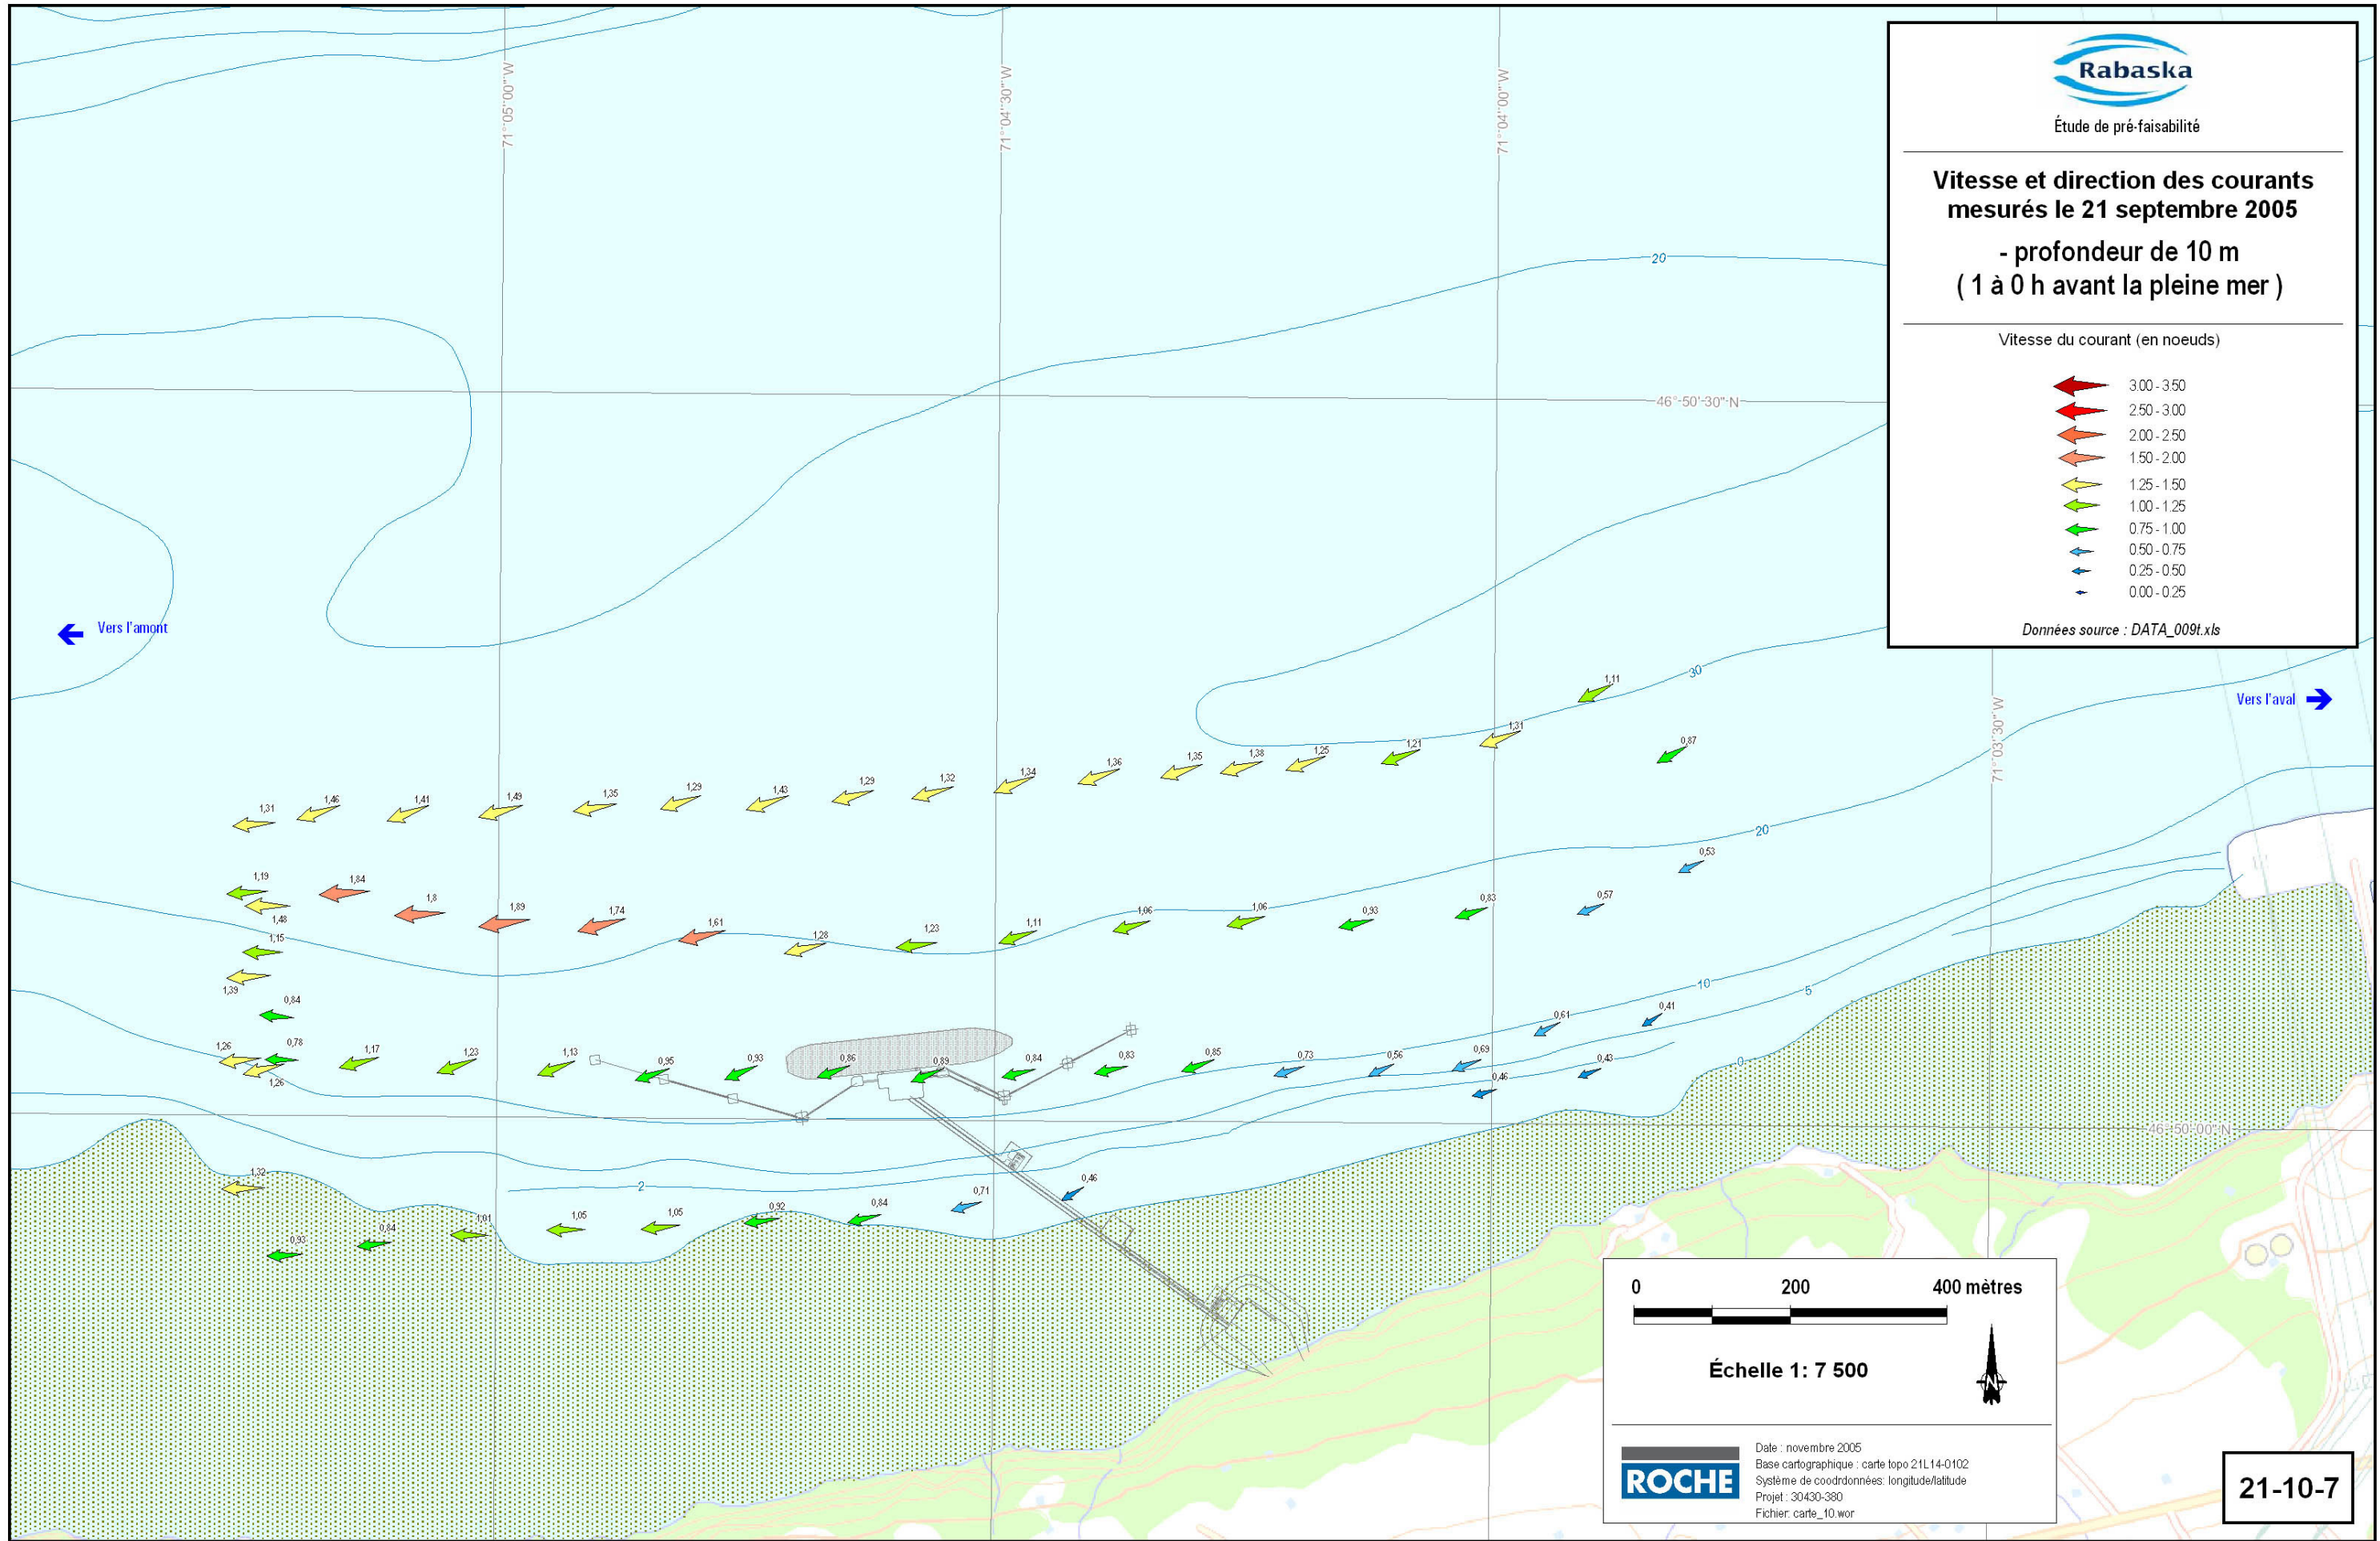 71°05'00" W
71°04'30" W
71°04'00" W
Rabaska
Étude de pré-faisabilité
Vitesse et direction des courants
mesurés le 21 septembre 2005
- profondeur de 10 m
( 1 à 0 h avant la pleine mer )
Vitesse du courant (en noeuds)
3.00 - 3.50
2.50 - 3.00
2.00 - 2.50
1.50 - 2.00
1.25 - 1.50
1.00 - 1.25
0.75 - 1.00
0.50 - 0.75
0.25 - 0.50
0.00 - 0.25
Données source : DATA_009t.xls
20
46°50'30" N
Vers l'amont
Vers l'aval
71°03'30" W
30
1,11
1,31
0,87
1,21
1,25
1,38
1,35
1,36
1,34
1,32
1,29
1,43
1,29
1,35
1,49
1,41
1,46
1,31
20
0,53
1,19
1,84
1,8
1,89
1,74
1,61
1,28
1,23
1,11
1,06
1,06
0,93
0,83
0,57
1,48
1,15
1,39
0,84
10
5
0,61
0,41
1,26
0,78
1,26
1,17
1,23
1,13
0,95
0,93
0,86
0,89
0,84
0,83
0,85
0,73
0,56
0,69
0,43
0,46
0
46°50'00" N
1,32
2
0,93
0,84
1,01
1,05
1,05
0,92
0,84
0,71
0,46
0 200 400 mètres
Échelle 1: 7 500
N
ROCHE
Date : novembre 2005
Base cartographique : carte topo 21L14-0102
Système de coodrdonnées: longitude/latitude
Projet : 30430-380
Fichier: carte_10.wor
21-10-7